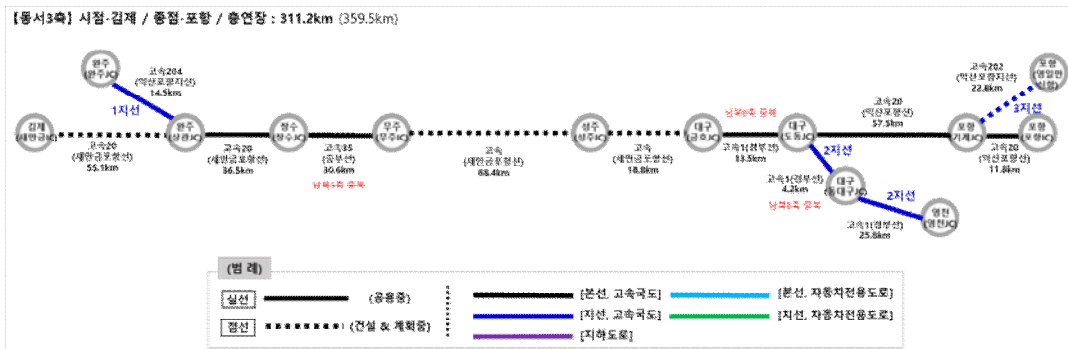 [동서3축] 시점·김제 / 종점·포항 / 총연장 : 311.2km (359.5km)
완주
(완주JC)
고속204
(익산포항지선)
14.5km
1지선
김제
(새만금JC)
고속20
(새만금포항선)
55.1km
완주
(상관JC)
고속20
(새만금포항선)
36.5km
장수
(장수JC)
고속35
(중부선)
30.6km
남북5축 중복
무주
(무주JC)
고속
(새만금포항선)
68.4km
성주
(성주JC)
고속
(새만금포항선)
18.8km
대구
(금호JC)
남북8축 중복
고속1(경부선)
13.5km
대구
(도동JC)
2지선
고속1(경부선)
4.2km
남북8축 중복
대구
(동대구JC)
2지선
고속1(경부선)
25.8km
영천
(영천JC)
고속20
(익산포항선)
57.5km
포항
(기계JC)
고속202
(익산포항지선)
22.8km
3지선
포항
(영일만
신항)
고속20
(익산포항선)
11.8km
포항
(포항IC)
(범 례)
실선
(공용중)
점선
(건설 & 계획중)
[본선, 고속국도]
[본선, 자동차전용도로]
[지선, 고속국도]
[지선, 자동차전용도로]
[지하도로]